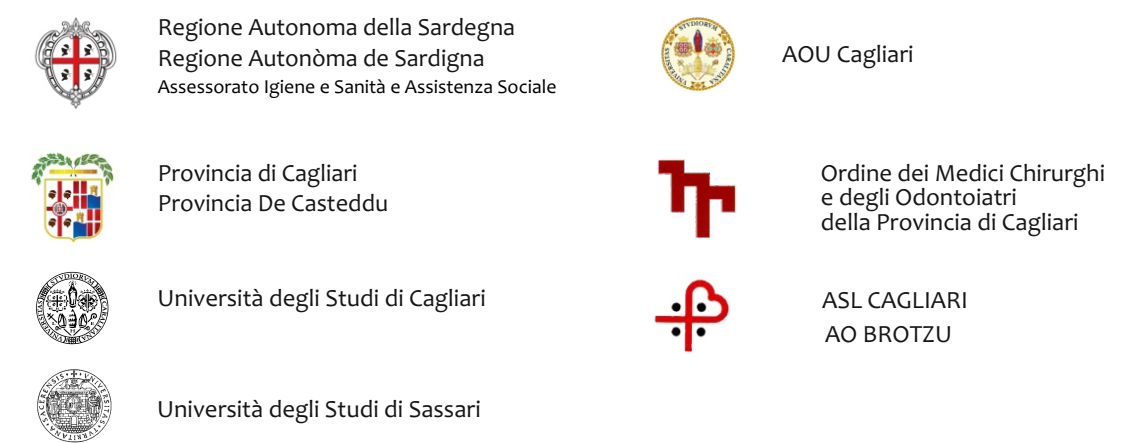 Regione Autonoma della Sardegna
Regione Autonòma de Sardigna
Assessorato Igiene e Sanità e Assistenza Sociale
Provincia di Cagliari
Provincia De Casteddu
Università degli Studi di Cagliari
Università degli Studi di Sassari
AOU Cagliari
Ordine dei Medici Chirurghi
e degli Odontoiatri
della Provincia di Cagliari
ASL CAGLIARI
AO BROTZU